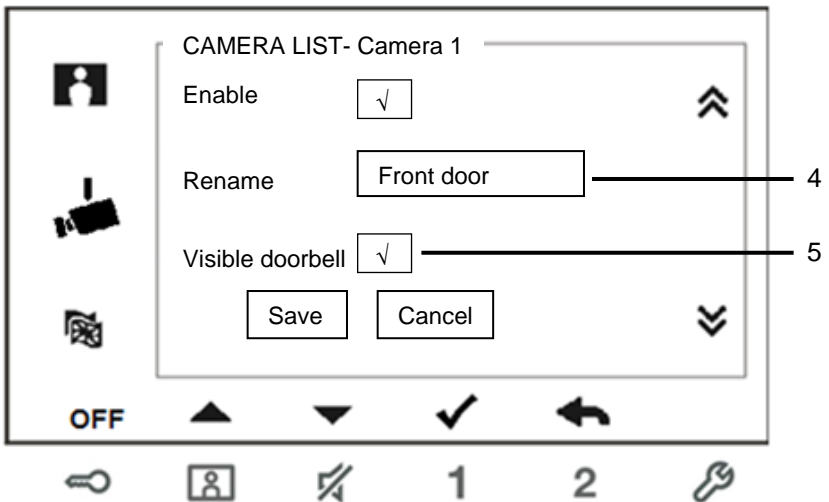 CAMERA LIST- Camera 1
Enable √
Rename Front door 4
Visible doorbell √ 5
Save Cancel
OFF
1 2